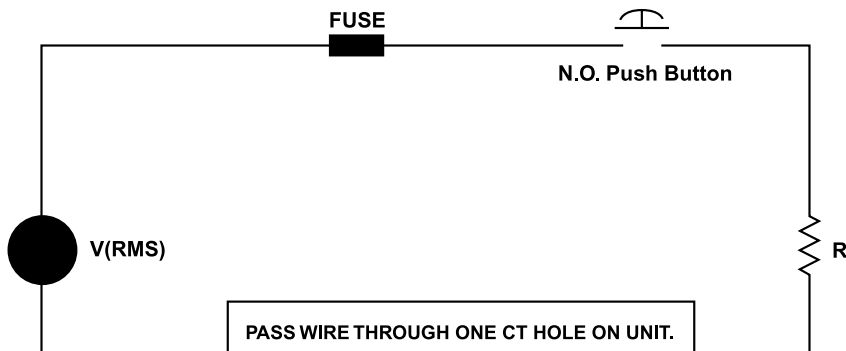 FUSE
N.O. Push Button
V(RMS)
R
PASS WIRE THROUGH ONE CT HOLE ON UNIT.